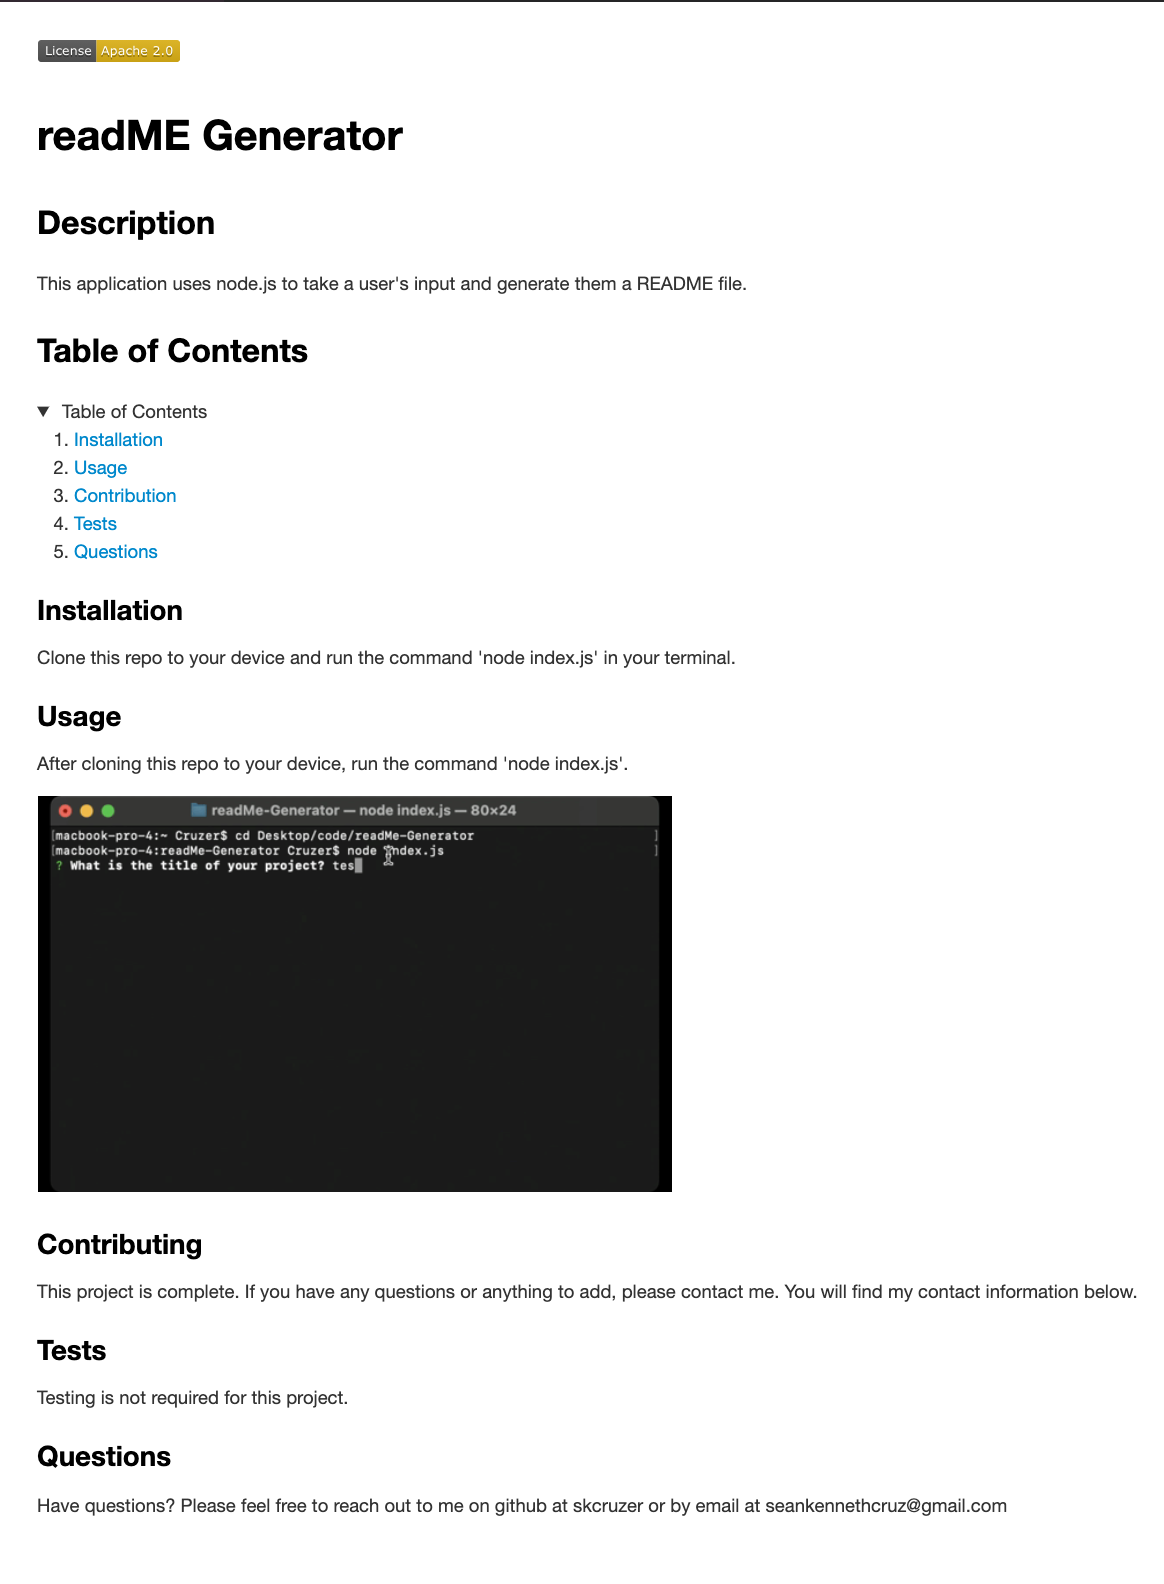 License Apache 2.0
readME Generator
Description
This application uses node.js to take a user's input and generate them a README file.
Table of Contents
▼ Table of Contents
1. Installation
2. Usage
3. Contribution
4. Tests
5. Questions
Installation
Clone this repo to your device and run the command 'node index.js' in your terminal.
Usage
After cloning this repo to your device, run the command 'node index.js'.
readMe-Generator — node index.js — 80×24
[macbook-pro-4:~ Cruzer$ cd Desktop/code/readMe-Generator ]
[macbook-pro-4:readMe-Generator Cruzer$ node index.js ]
? What is the title of your project? tes
Contributing
This project is complete. If you have any questions or anything to add, please contact me. You will find my contact information below.
Tests
Testing is not required for this project.
Questions
Have questions? Please feel free to reach out to me on github at skcruzer or by email at seankennethcruz@gmail.com